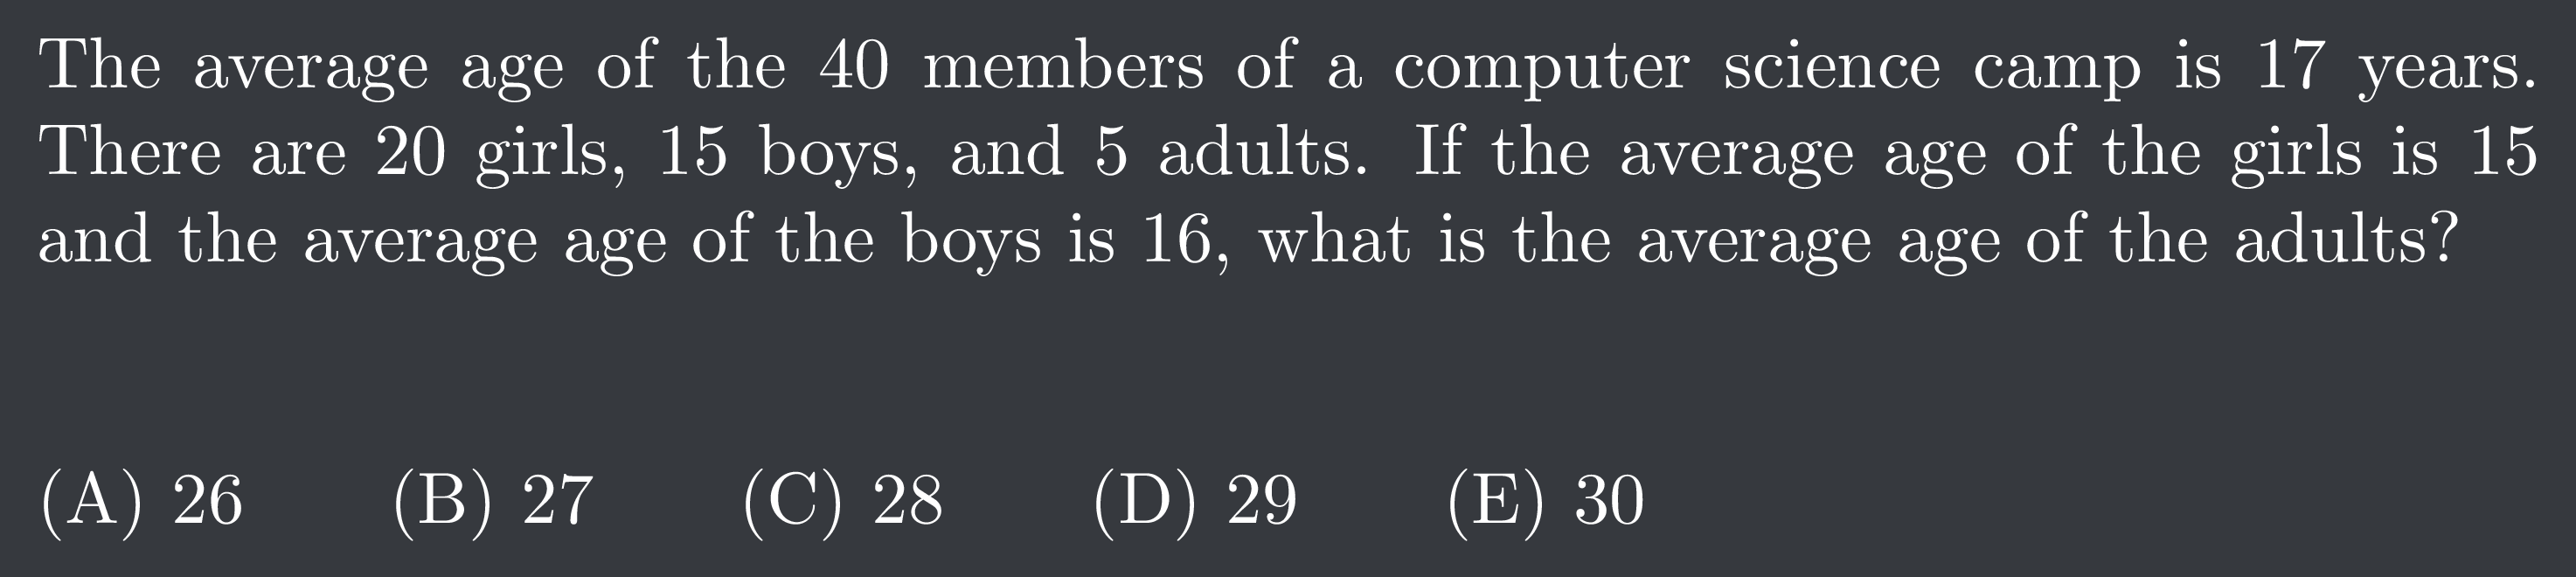 The average age of the 40 members of a computer science camp is 17 years.
There are 20 girls, 15 boys, and 5 adults. If the average age of the girls is 15
and the average age of the boys is 16, what is the average age of the adults?
(A) 26 (B) 27 (C) 28 (D) 29 (E) 30